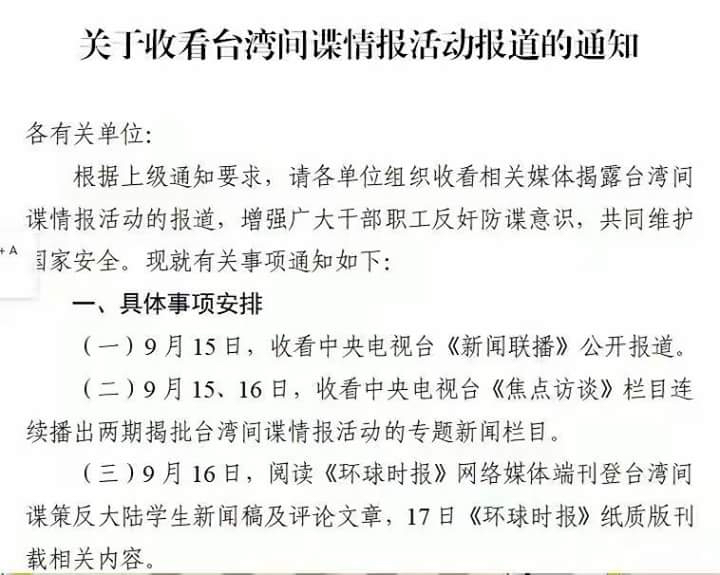 关于收看台湾间谍情报活动报道的通知
各有关单位：
根据上级通知要求，请各单位组织收看相关媒体揭露台湾间
谍情报活动的报道，增强广大干部职工反奸防谍意识，共同维护
国家安全。现就有关事项通知如下：
+ A
一、具体事项安排
（一）9 月 15 日，收看中央电视台《新闻联播》公开报道。
（二）9 月 15、16 日，收看中央电视台《焦点访谈》栏目连
续播出两期揭批台湾间谍情报活动的专题新闻栏目。
（三）9 月 16 日，阅读《环球时报》网络媒体端刊登台湾间
谍策反大陆学生新闻稿及评论文章，17 日《环球时报》纸质版刊
载相关内容。